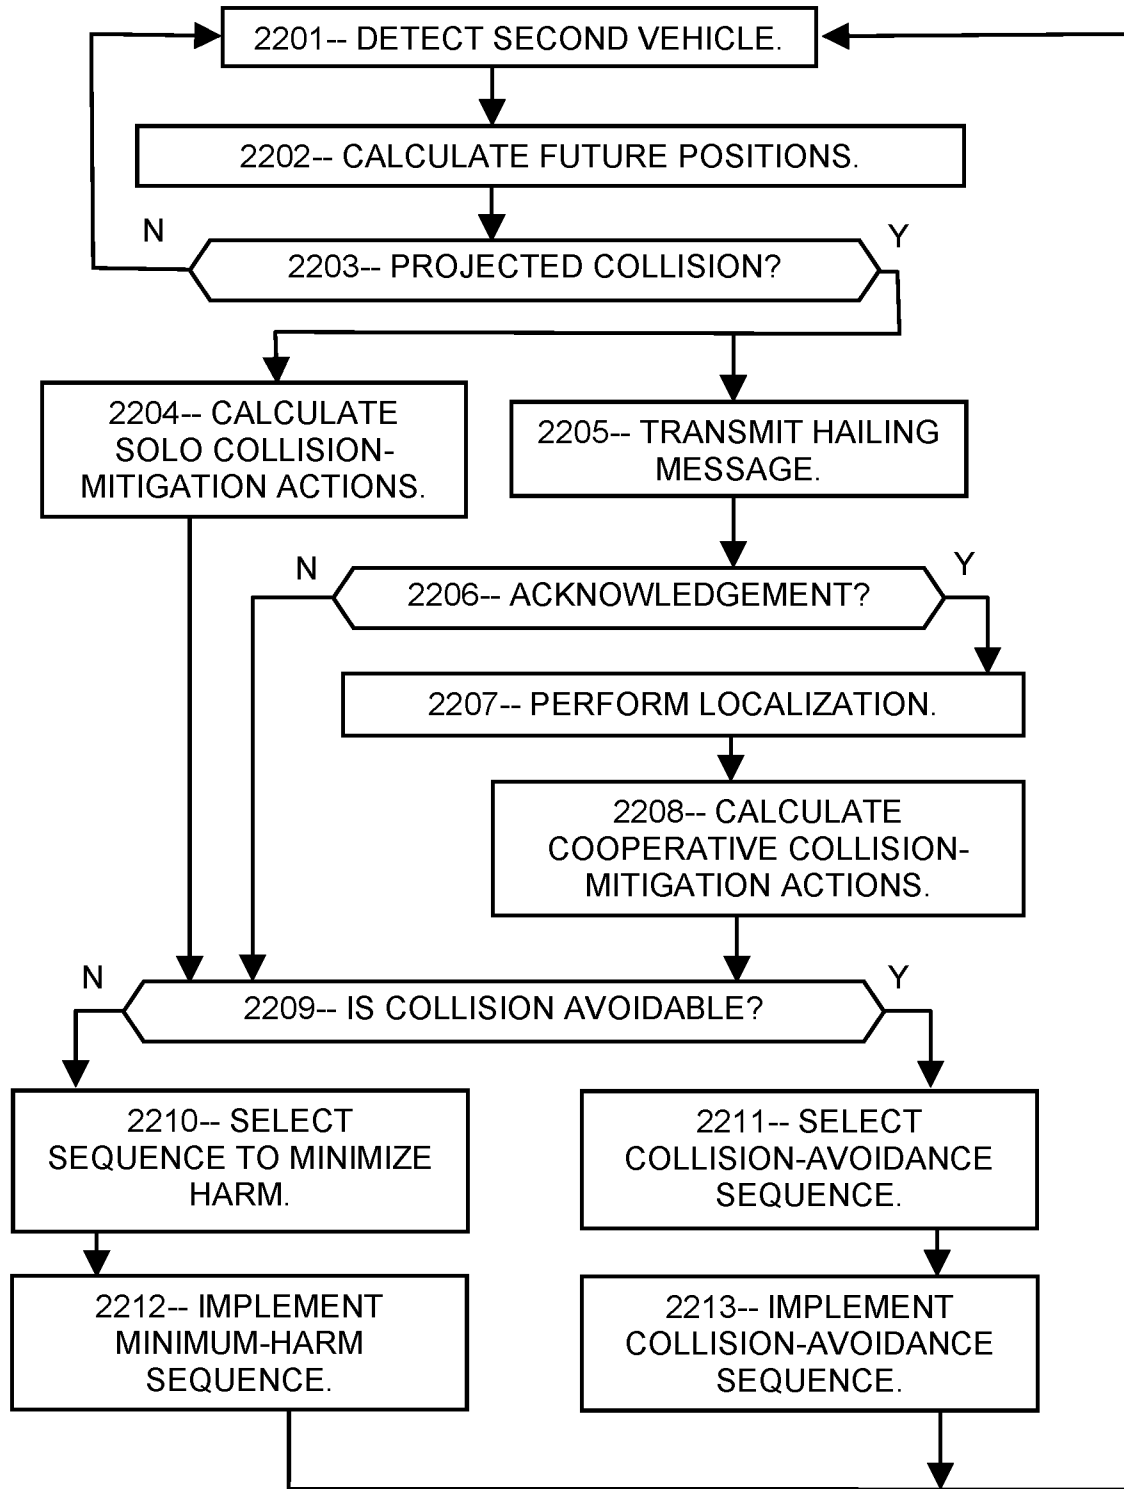 2201-- DETECT SECOND VEHICLE.
2202-- CALCULATE FUTURE POSITIONS.
N
Y
2203-- PROJECTED COLLISION?
2204-- CALCULATE
SOLO COLLISION-
MITIGATION ACTIONS.
2205-- TRANSMIT HAILING
MESSAGE.
N
Y
2206-- ACKNOWLEDGEMENT?
2207-- PERFORM LOCALIZATION.
2208-- CALCULATE
COOPERATIVE COLLISION-
MITIGATION ACTIONS.
N
Y
2209-- IS COLLISION AVOIDABLE?
2210-- SELECT
SEQUENCE TO MINIMIZE
HARM.
2211-- SELECT
COLLISION-AVOIDANCE
SEQUENCE.
2212-- IMPLEMENT
MINIMUM-HARM
SEQUENCE.
2213-- IMPLEMENT
COLLISION-AVOIDANCE
SEQUENCE.